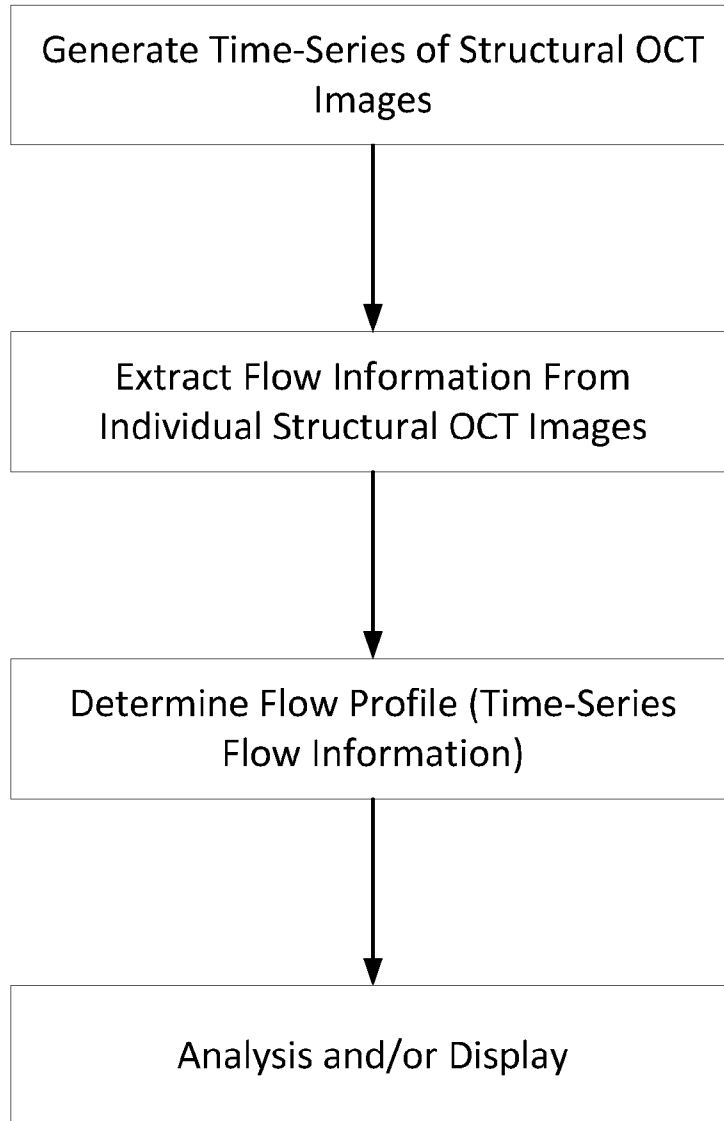 Generate Time-Series of Structural OCT
Images
Extract Flow Information From
Individual Structural OCT Images
Determine Flow Profile (Time-Series
Flow Information)
Analysis and/or Display